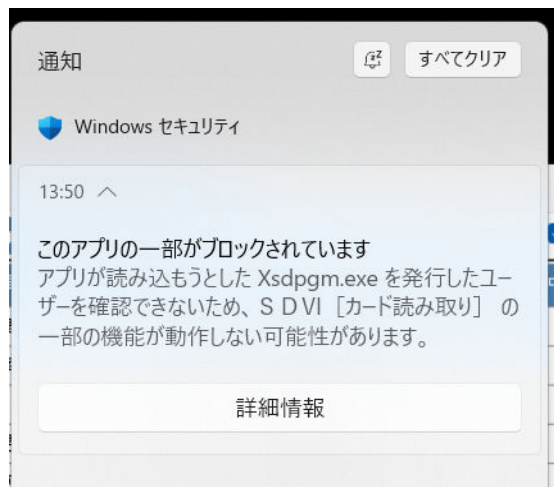 通知
すべてクリア
Windows セキュリティ
13:50
このアプリの一部がブロックされています
アプリが読み込もうとした Xsdpgm.exe を発行したユー
ザーを確認できないため、ＳＤⅥ［カード読み取り］ の
一部の機能が動作しない可能性があります。
詳細情報